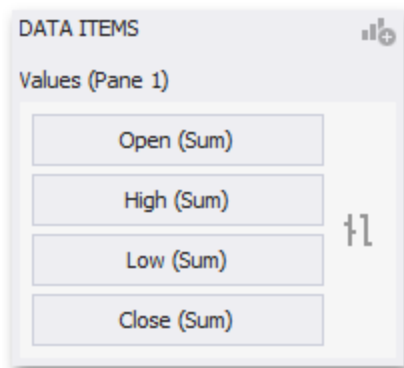 DATA ITEMS
Values (Pane 1)
Open (Sum)
High (Sum)
Low (Sum)
Close (Sum)